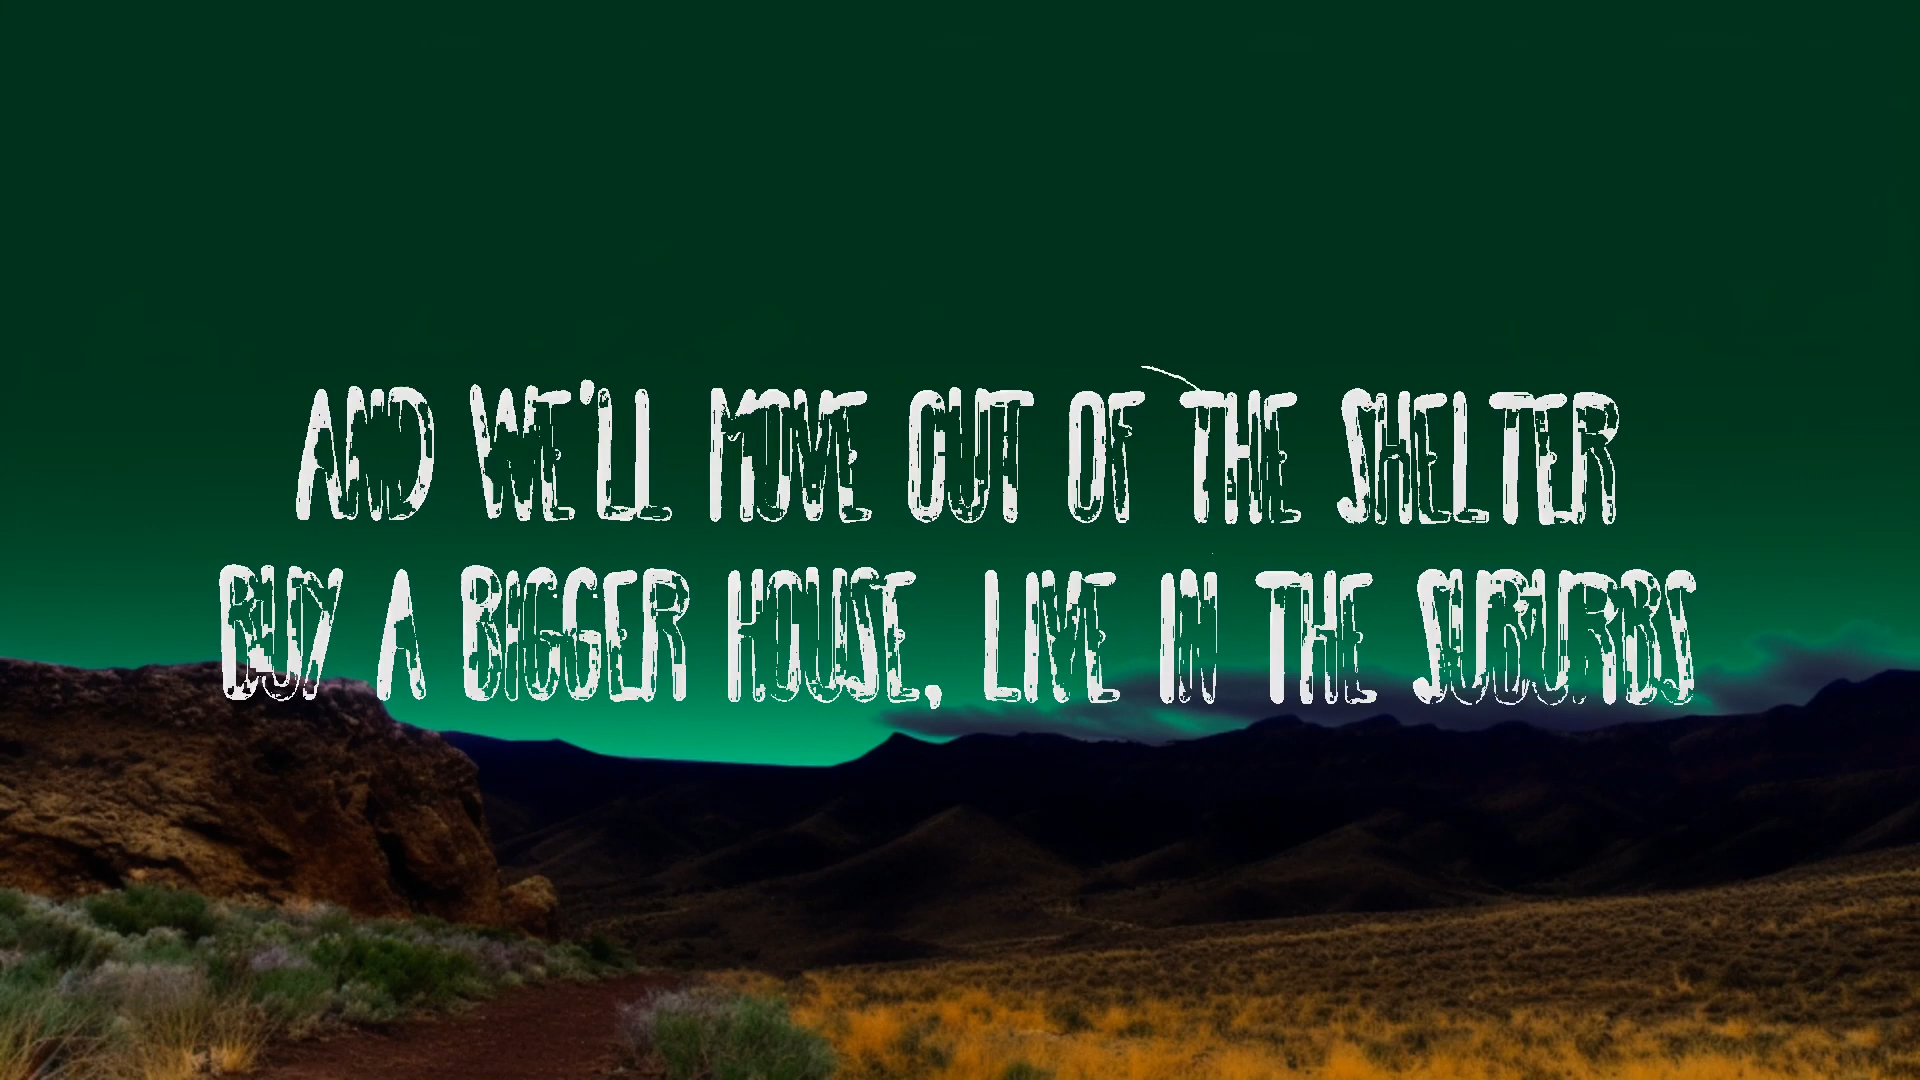 AND WE'LL MOVE OUT OF THE SHELTER
BUY A BIGGER HOUSE, LIVE IN THE SUBURBS